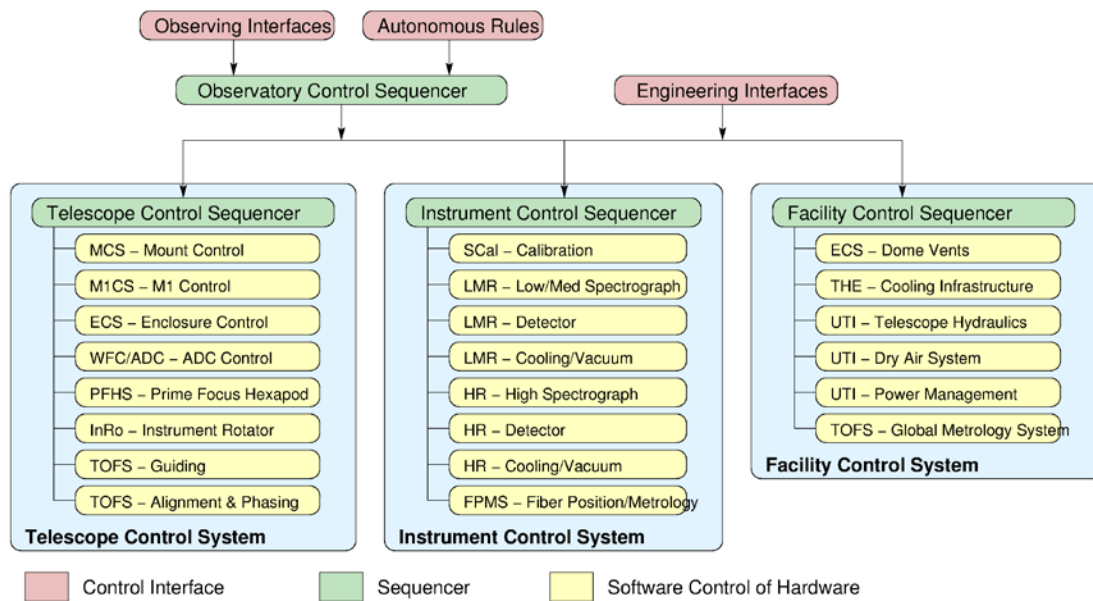 Observing Interfaces
Autonomous Rules
Observatory Control Sequencer
Engineering Interfaces
Telescope Control Sequencer
MCS – Mount Control
M1CS – M1 Control
ECS – Enclosure Control
WFC/ADC – ADC Control
PFHS – Prime Focus Hexapod
InRo – Instrument Rotator
TOFS – Guiding
TOFS – Alignment & Phasing
Telescope Control System
Instrument Control Sequencer
SCal – Calibration
LMR – Low/Med Spectrograph
LMR – Detector
LMR – Cooling/Vacuum
HR – High Spectrograph
HR – Detector
HR – Cooling/Vacuum
FPMS – Fiber Position/Metrology
Instrument Control System
Facility Control Sequencer
ECS – Dome Vents
THE – Cooling Infrastructure
UTI – Telescope Hydraulics
UTI – Dry Air System
UTI – Power Management
TOFS – Global Metrology System
Facility Control System
Control Interface
Sequencer
Software Control of Hardware